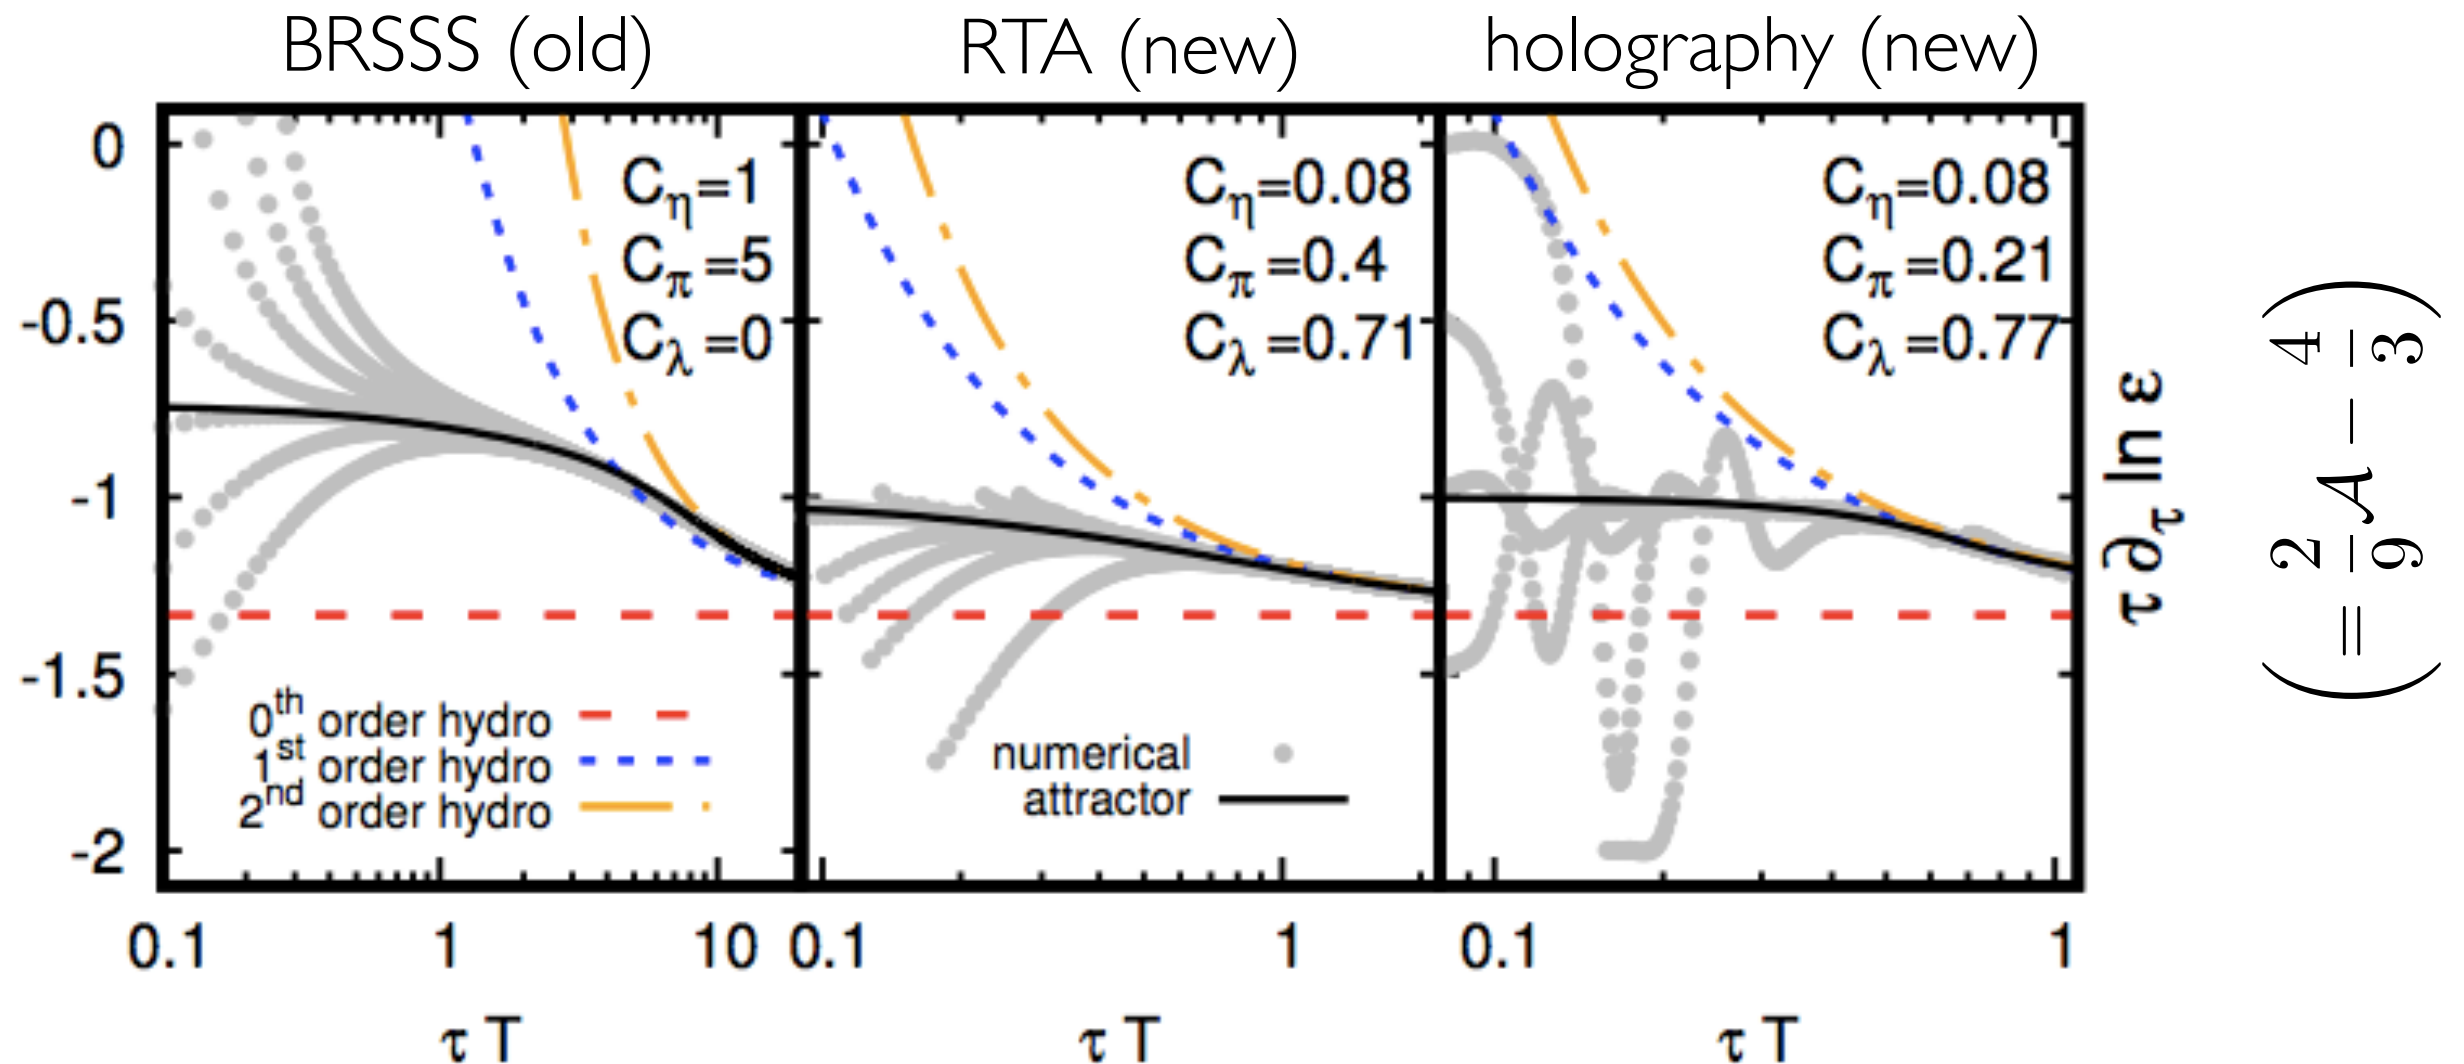 BRSSS (old)
RTA (new)
holography (new)
0
-0.5
-1
-1.5
-2
Cη=1
Cπ=5
Cλ=0
0th order hydro
1st order hydro
2nd order hydro
Cη=0.08
Cπ=0.4
Cλ=0.71
numerical
attractor
Cη=0.08
Cπ=0.21
Cλ=0.77
τ ∂τ ln ε
(= 2/9 𝒜 − 4/3)
0.1 1 10
0.1 1
0.1 1
τ T
τ T
τ T